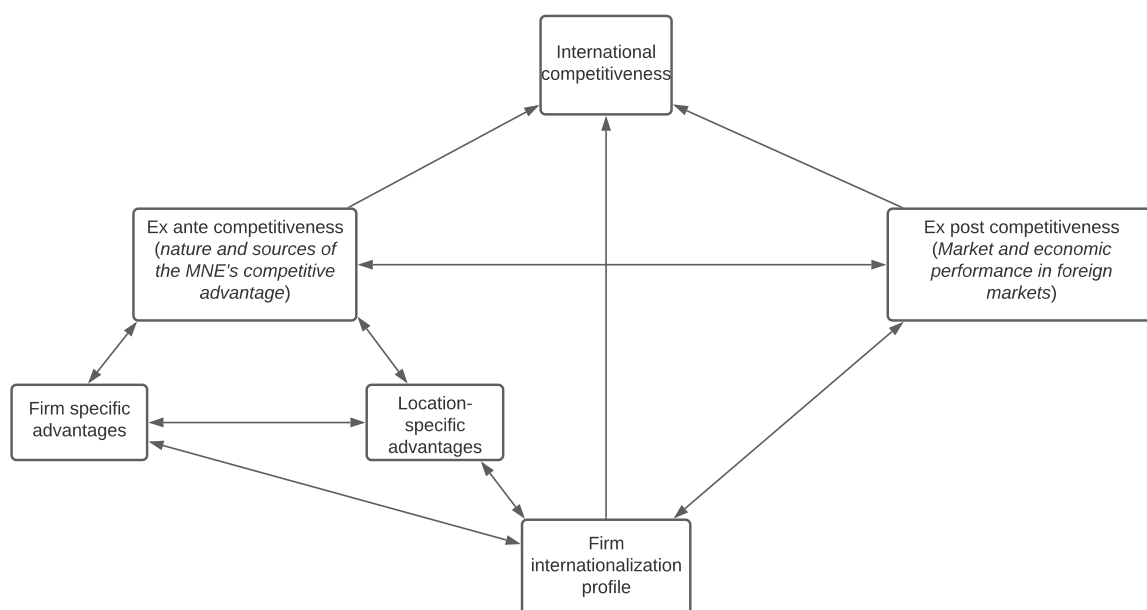 International
competitiveness
Ex ante competitiveness
(nature and sources of
the MNE's competitive
advantage)
Ex post competitiveness
(Market and economic
performance in foreign
markets)
Firm specific
advantages
Location-
specific
advantages
Firm
internationalization
profile